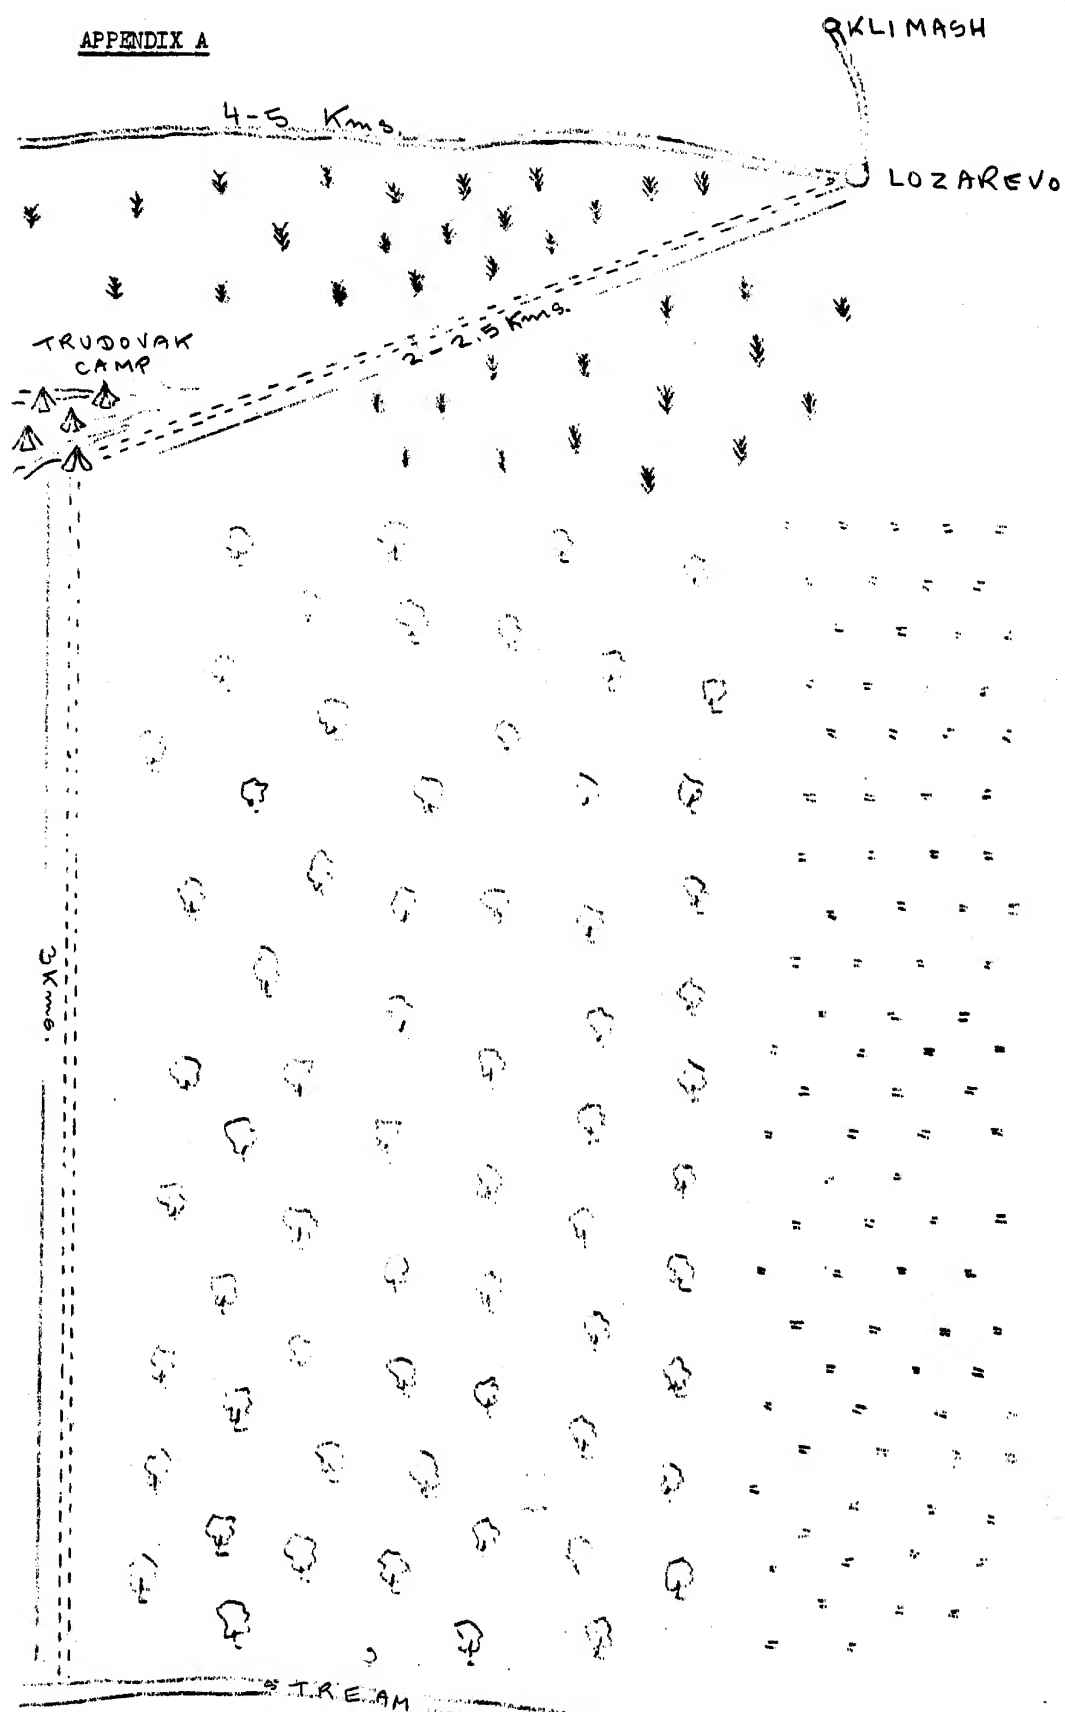 APPENDIX A
KLIMASH
4-5 Kms.
LOZAREVO
2-2.5 Kms.
TRUDOVAK
CAMP
3 Kms.
STREAM